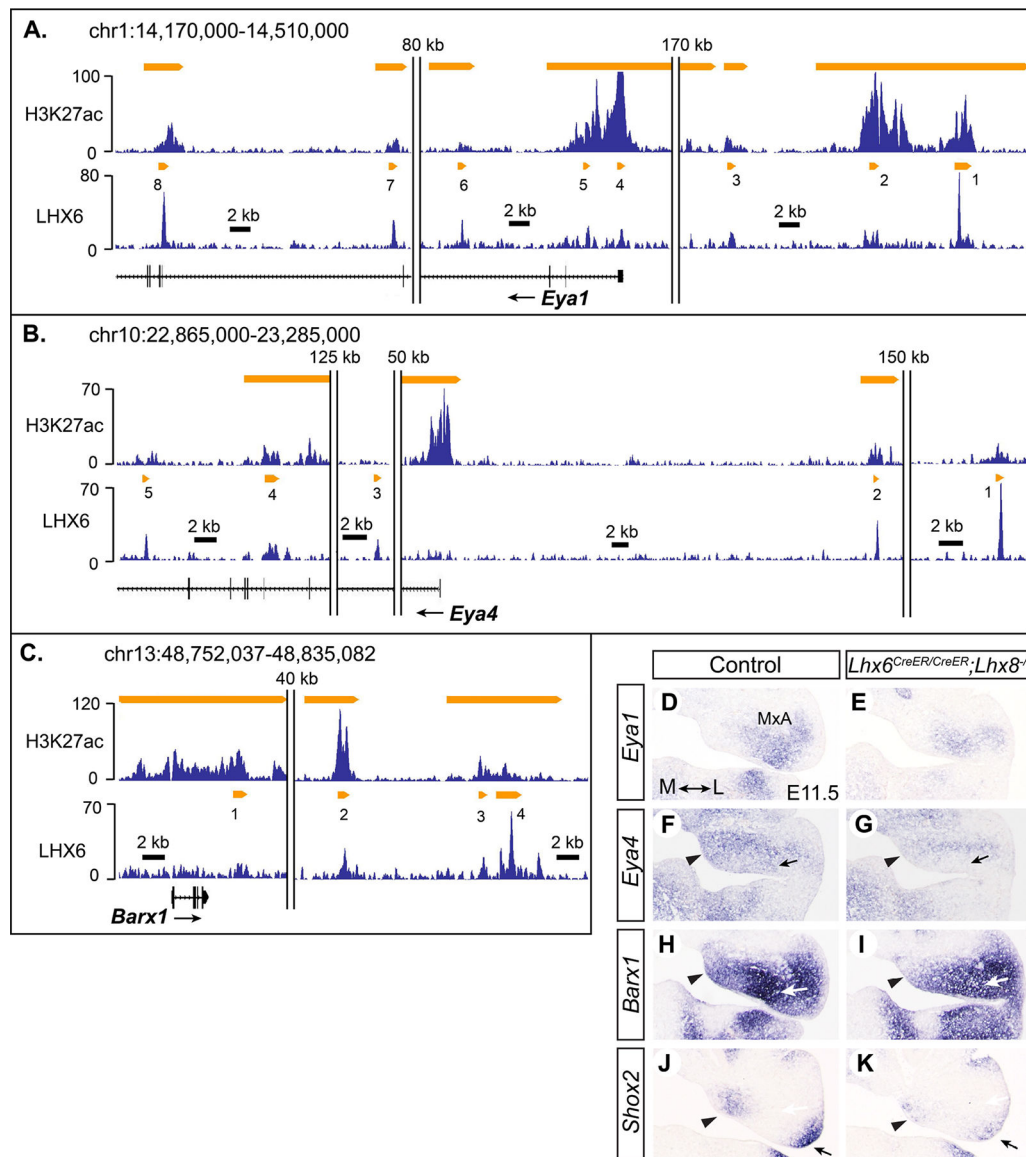 A. chr1:14,170,000-14,510,000
80 kb 170 kb
100
H3K27ac
0
8 7 6 5 4 3 2 1
80
LHX6
2 kb 2 kb 2 kb
0
Eya1
B. chr10:22,865,000-23,285,000
125 kb 50 kb 150 kb
70
H3K27ac
0
5 4 3 2 1
70
LHX6
2 kb 2 kb 2 kb 2 kb
0
Eya4
C. chr13:48,752,037-48,835,082
40 kb
120
H3K27ac
0
1 2 3 4
70
LHX6
2 kb 2 kb
0
Barx1
Control Lhx6CreER/CreER;Lhx8-/-
Eya1
D MxA E
M L E11.5
Eya4
F G
Barx1
H I
Shox2
J K